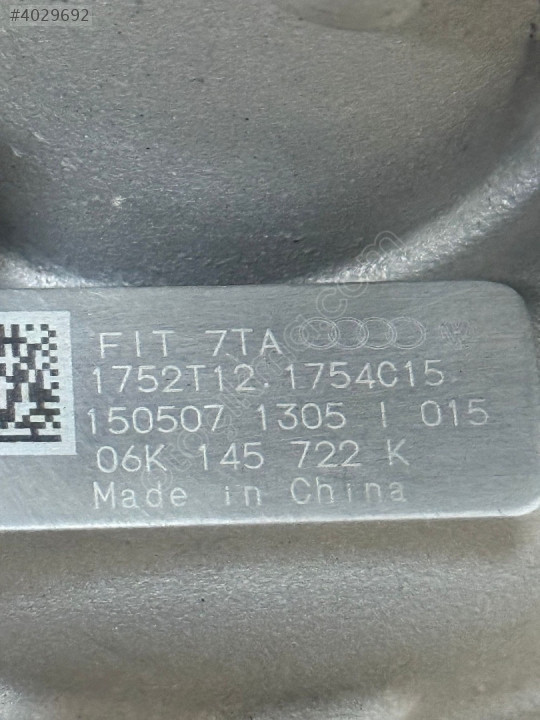 #4029692
FIT 7TA
1752T12.1754C15
150507 1305 I 015
06K 145 722 K
Made in China